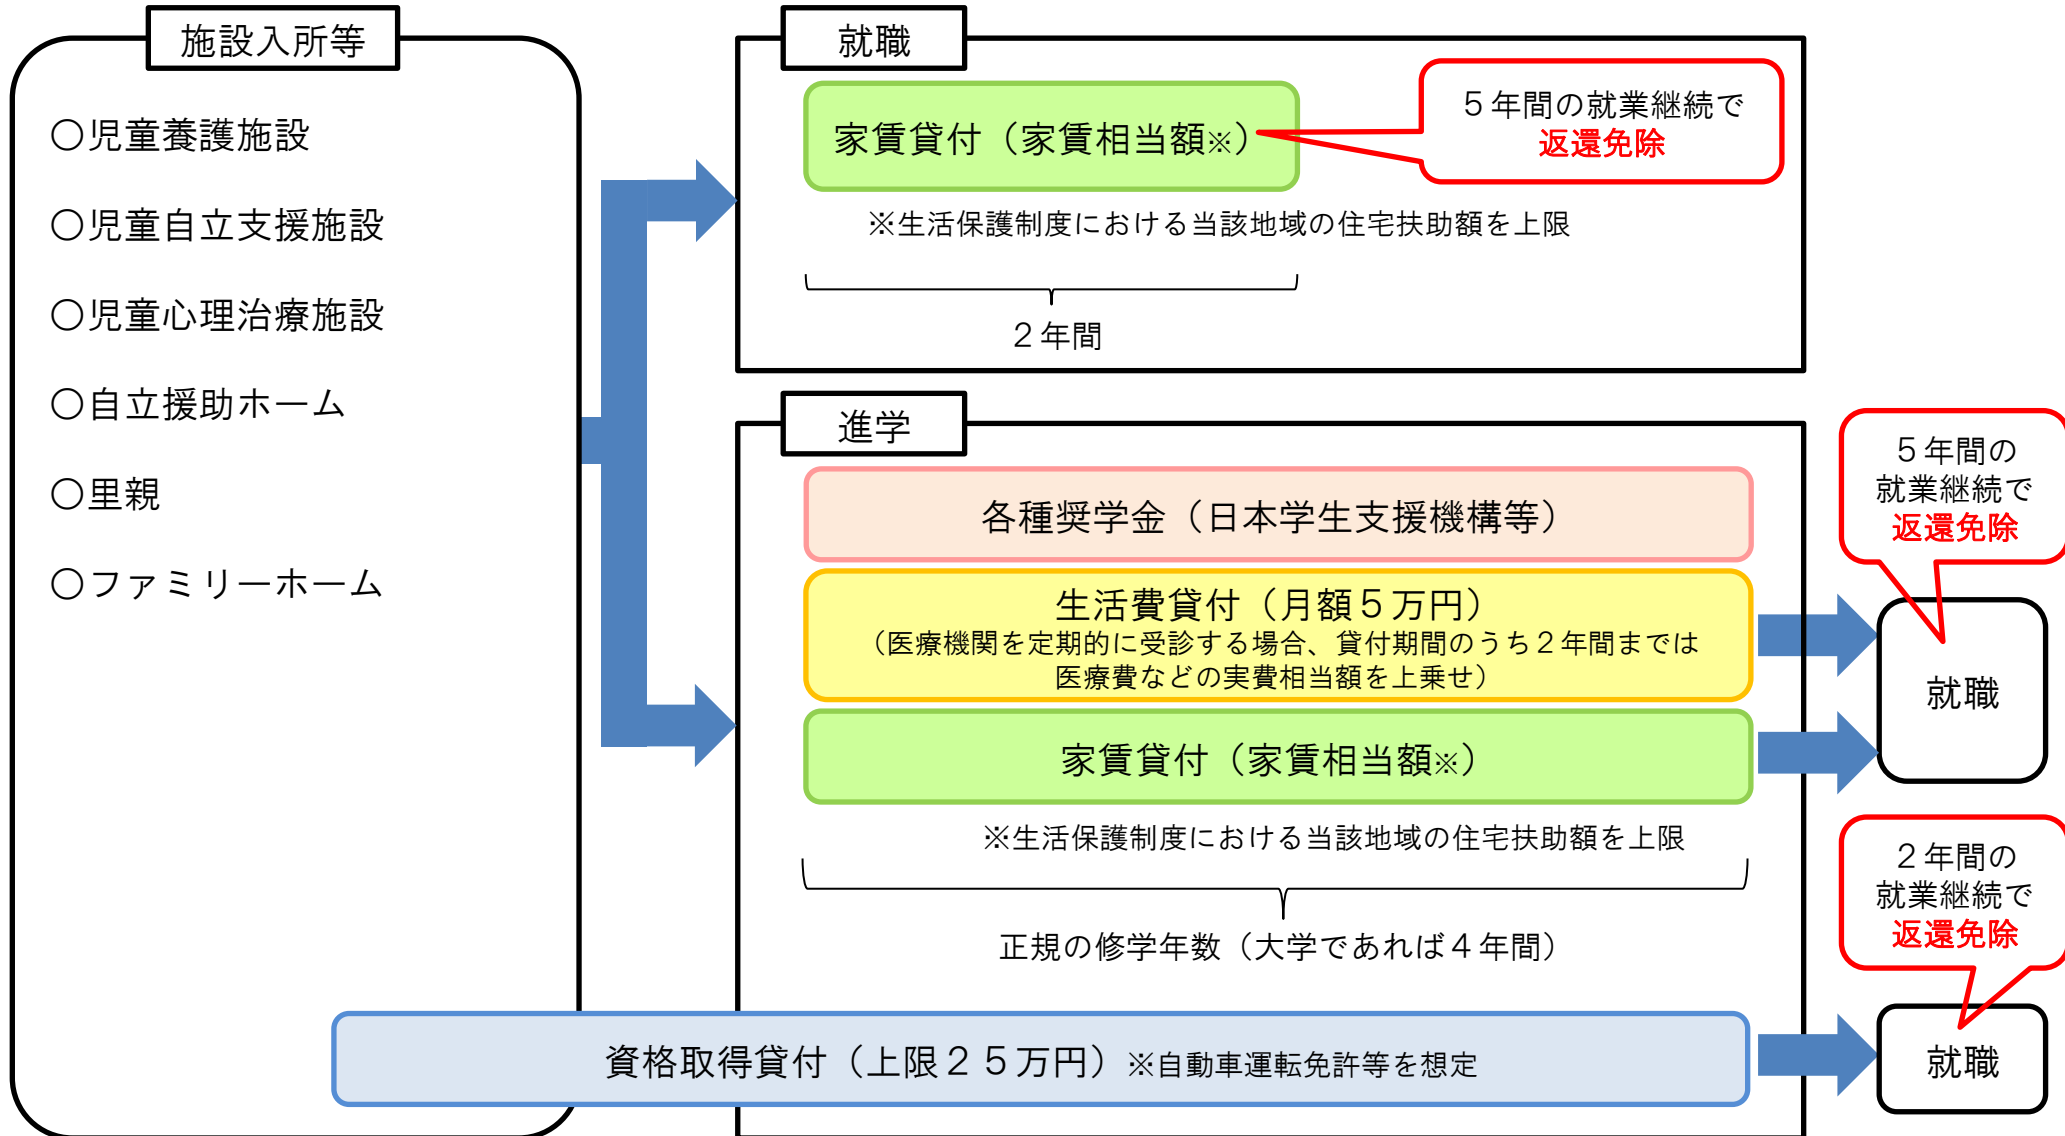 施設入所等
○児童養護施設
○児童自立支援施設
○児童心理治療施設
○自立援助ホーム
○里親
○ファミリーホーム
就職
家賃貸付（家賃相当額※）
５年間の就業継続で
返還免除
※生活保護制度における当該地域の住宅扶助額を上限
２年間
進学
各種奨学金（日本学生支援機構等）
生活費貸付（月額５万円）
（医療機関を定期的に受診する場合、貸付期間のうち２年間までは
医療費などの実費相当額を上乗せ）
家賃貸付（家賃相当額※）
※生活保護制度における当該地域の住宅扶助額を上限
正規の修学年数（大学であれば４年間）
５年間の
就業継続で
返還免除
就職
資格取得貸付（上限２５万円）※自動車運転免許等を想定
２年間の
就業継続で
返還免除
就職